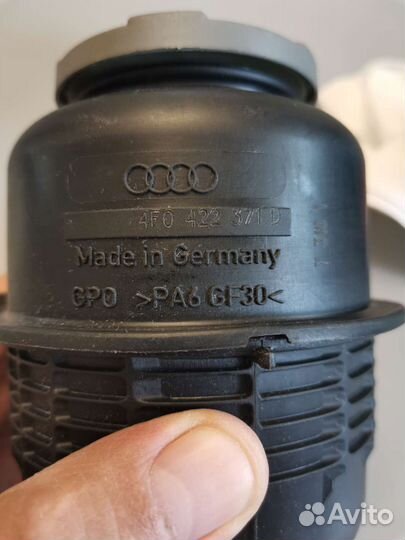 4F0 422 371 D
Made in Germany
GPO >PA6 GF30<
Avito